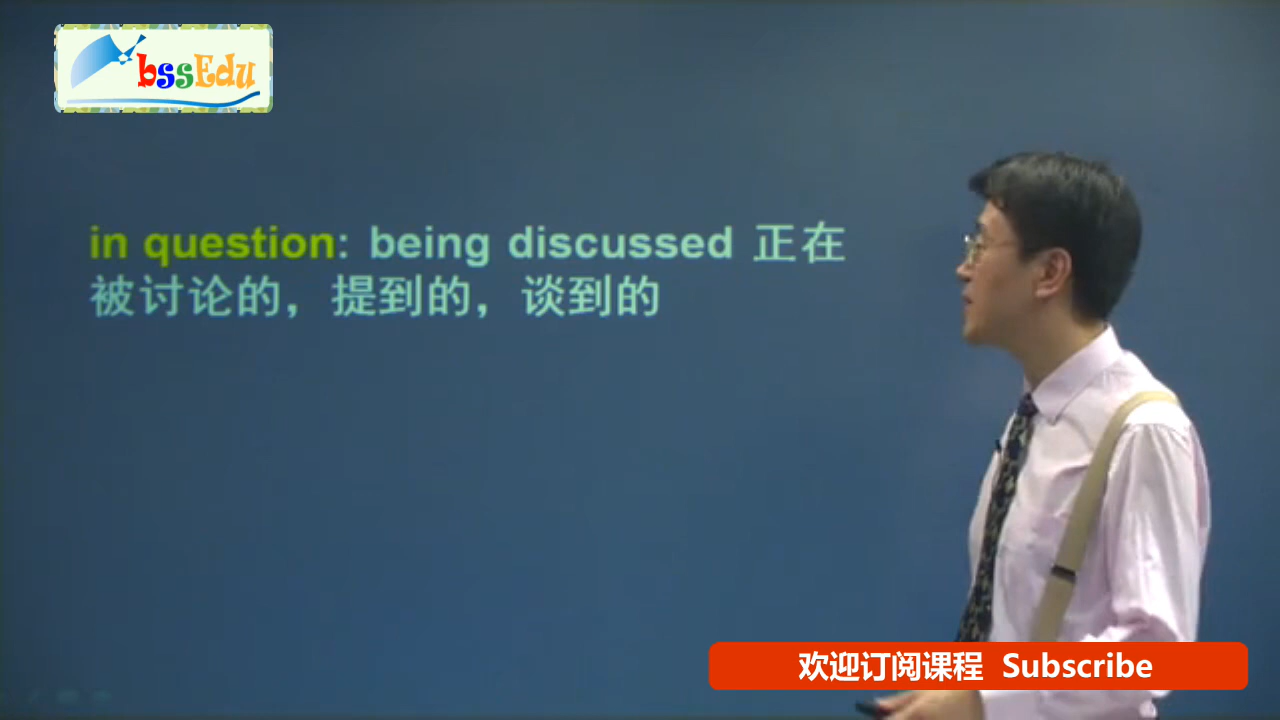 bssEdu
in question: being discussed 正在
被讨论的，提到的，谈到的
欢迎订阅课程 Subscribe